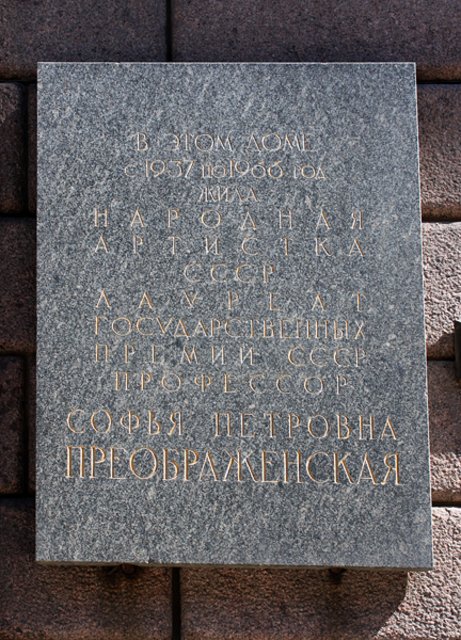 В ЭТОМ ДОМЕ
с 1937 по 1966 год
ЖИЛА
НАРОДНАЯ
АРТИСТКА
СССР
ЛАУРЕАТ
ГОСУДАРСТВЕННЫХ
ПРЕМИЙ СССР
ПРОФЕССОР
СОФЬЯ ПЕТРОВНА
ПРЕОБРАЖЕНСКАЯ